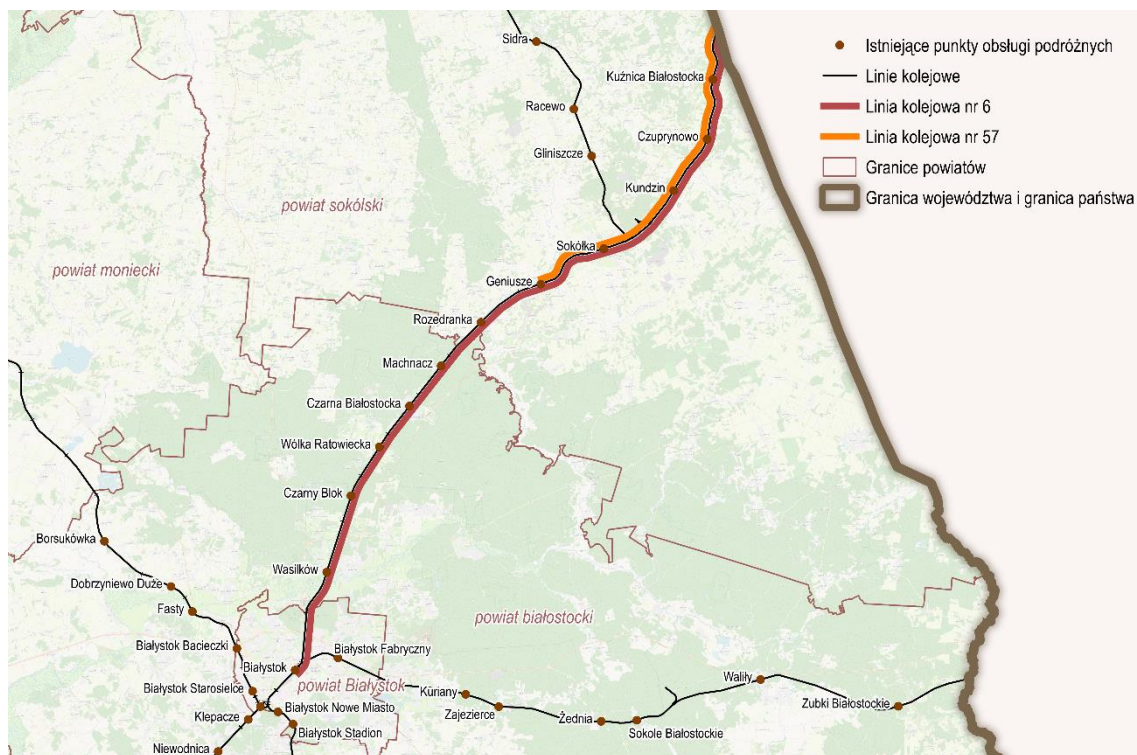 Sidra
Istniejące punkty obsługi podróżnych
Kuźnica Białostocka
Linie kolejowe
Racewo
Linia kolejowa nr 6
Czuprynowo
Linia kolejowa nr 57
Gliniszcze
Granice powiatów
Kundzin
Granica województwa i granica państwa
powiat sokólski
Sokółka
powiat moniecki
Geniusze
Rozedranka
Machnacz
Czarna Białostocka
Wólka Ratowiecka
Czarny Blok
Borsukówka
Wasilków
Dobrzyniewo Duże
Fasty
powiat białostocki
Białystok Bacieczki
Białystok Fabryczny
Białystok
Waliły
powiat Białystok
Białystok Starosielce
Kuriany
Zubki Białostockie
Białystok Nowe Miasto
Zajezierce
Klepacze
Żednia
Sokole Białostockie
Białystok Stadion
Niewodnica